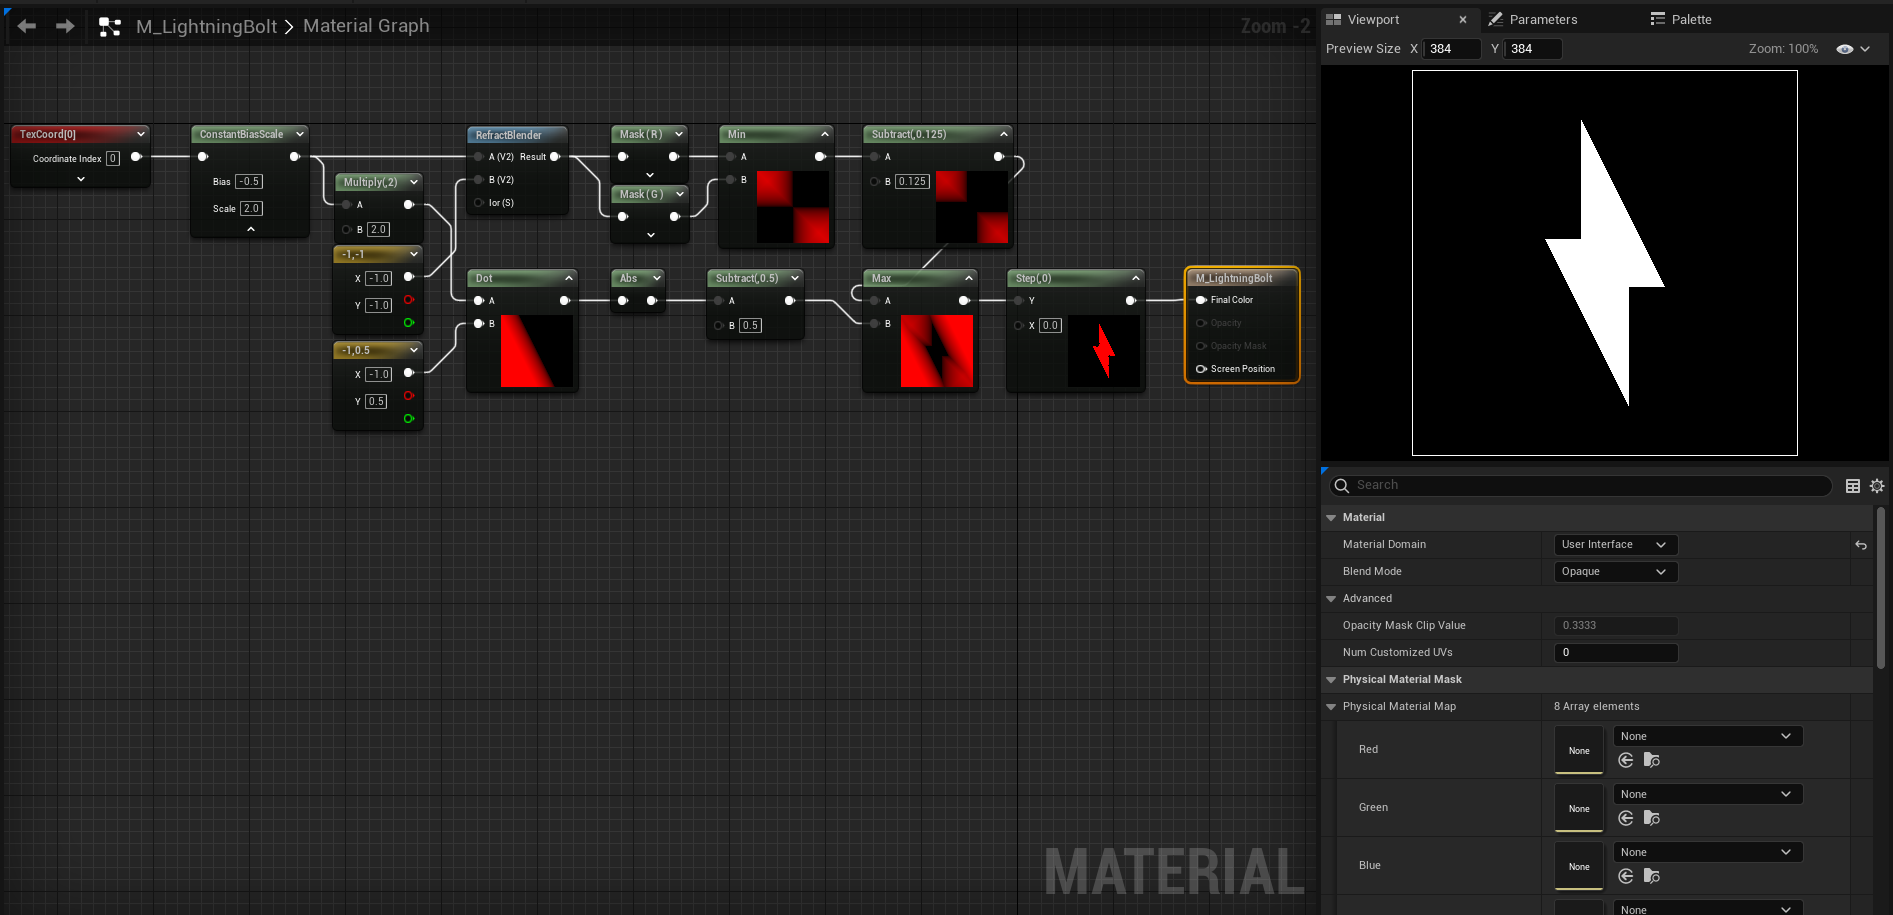 M_LightningBolt > Material Graph
Zoom -2
TexCoord[0]
Coordinate Index 0
ConstantBiasScale
Bias -0.5
Scale 2.0
Multiply(,2)
A
B 2.0
-1,-1
X -1.0
Y -1.0
-1,0.5
X -1.0
Y 0.5
RefractBlender
A (V2) Result
B (V2)
Ior (S)
Dot
A
B
Mask ( R )
Mask ( G )
Abs
Min
A
B
Subtract(,0.5)
A
B 0.5
Subtract(,0.125)
A
B 0.125
Max
A
B
Step(,0)
Y
X 0.0
M_LightningBolt
Final Color
Opacity
Opacity Mask
Screen Position
MATERIAL
Viewport
Parameters
Palette
Preview Size X 384 Y 384
Zoom: 100%
Search
Material
Material Domain User Interface
Blend Mode Opaque
Advanced
Opacity Mask Clip Value 0.3333
Num Customized UVs 0
Physical Material Mask
Physical Material Map 8 Array elements
Red None None
Green None None
Blue None None
None